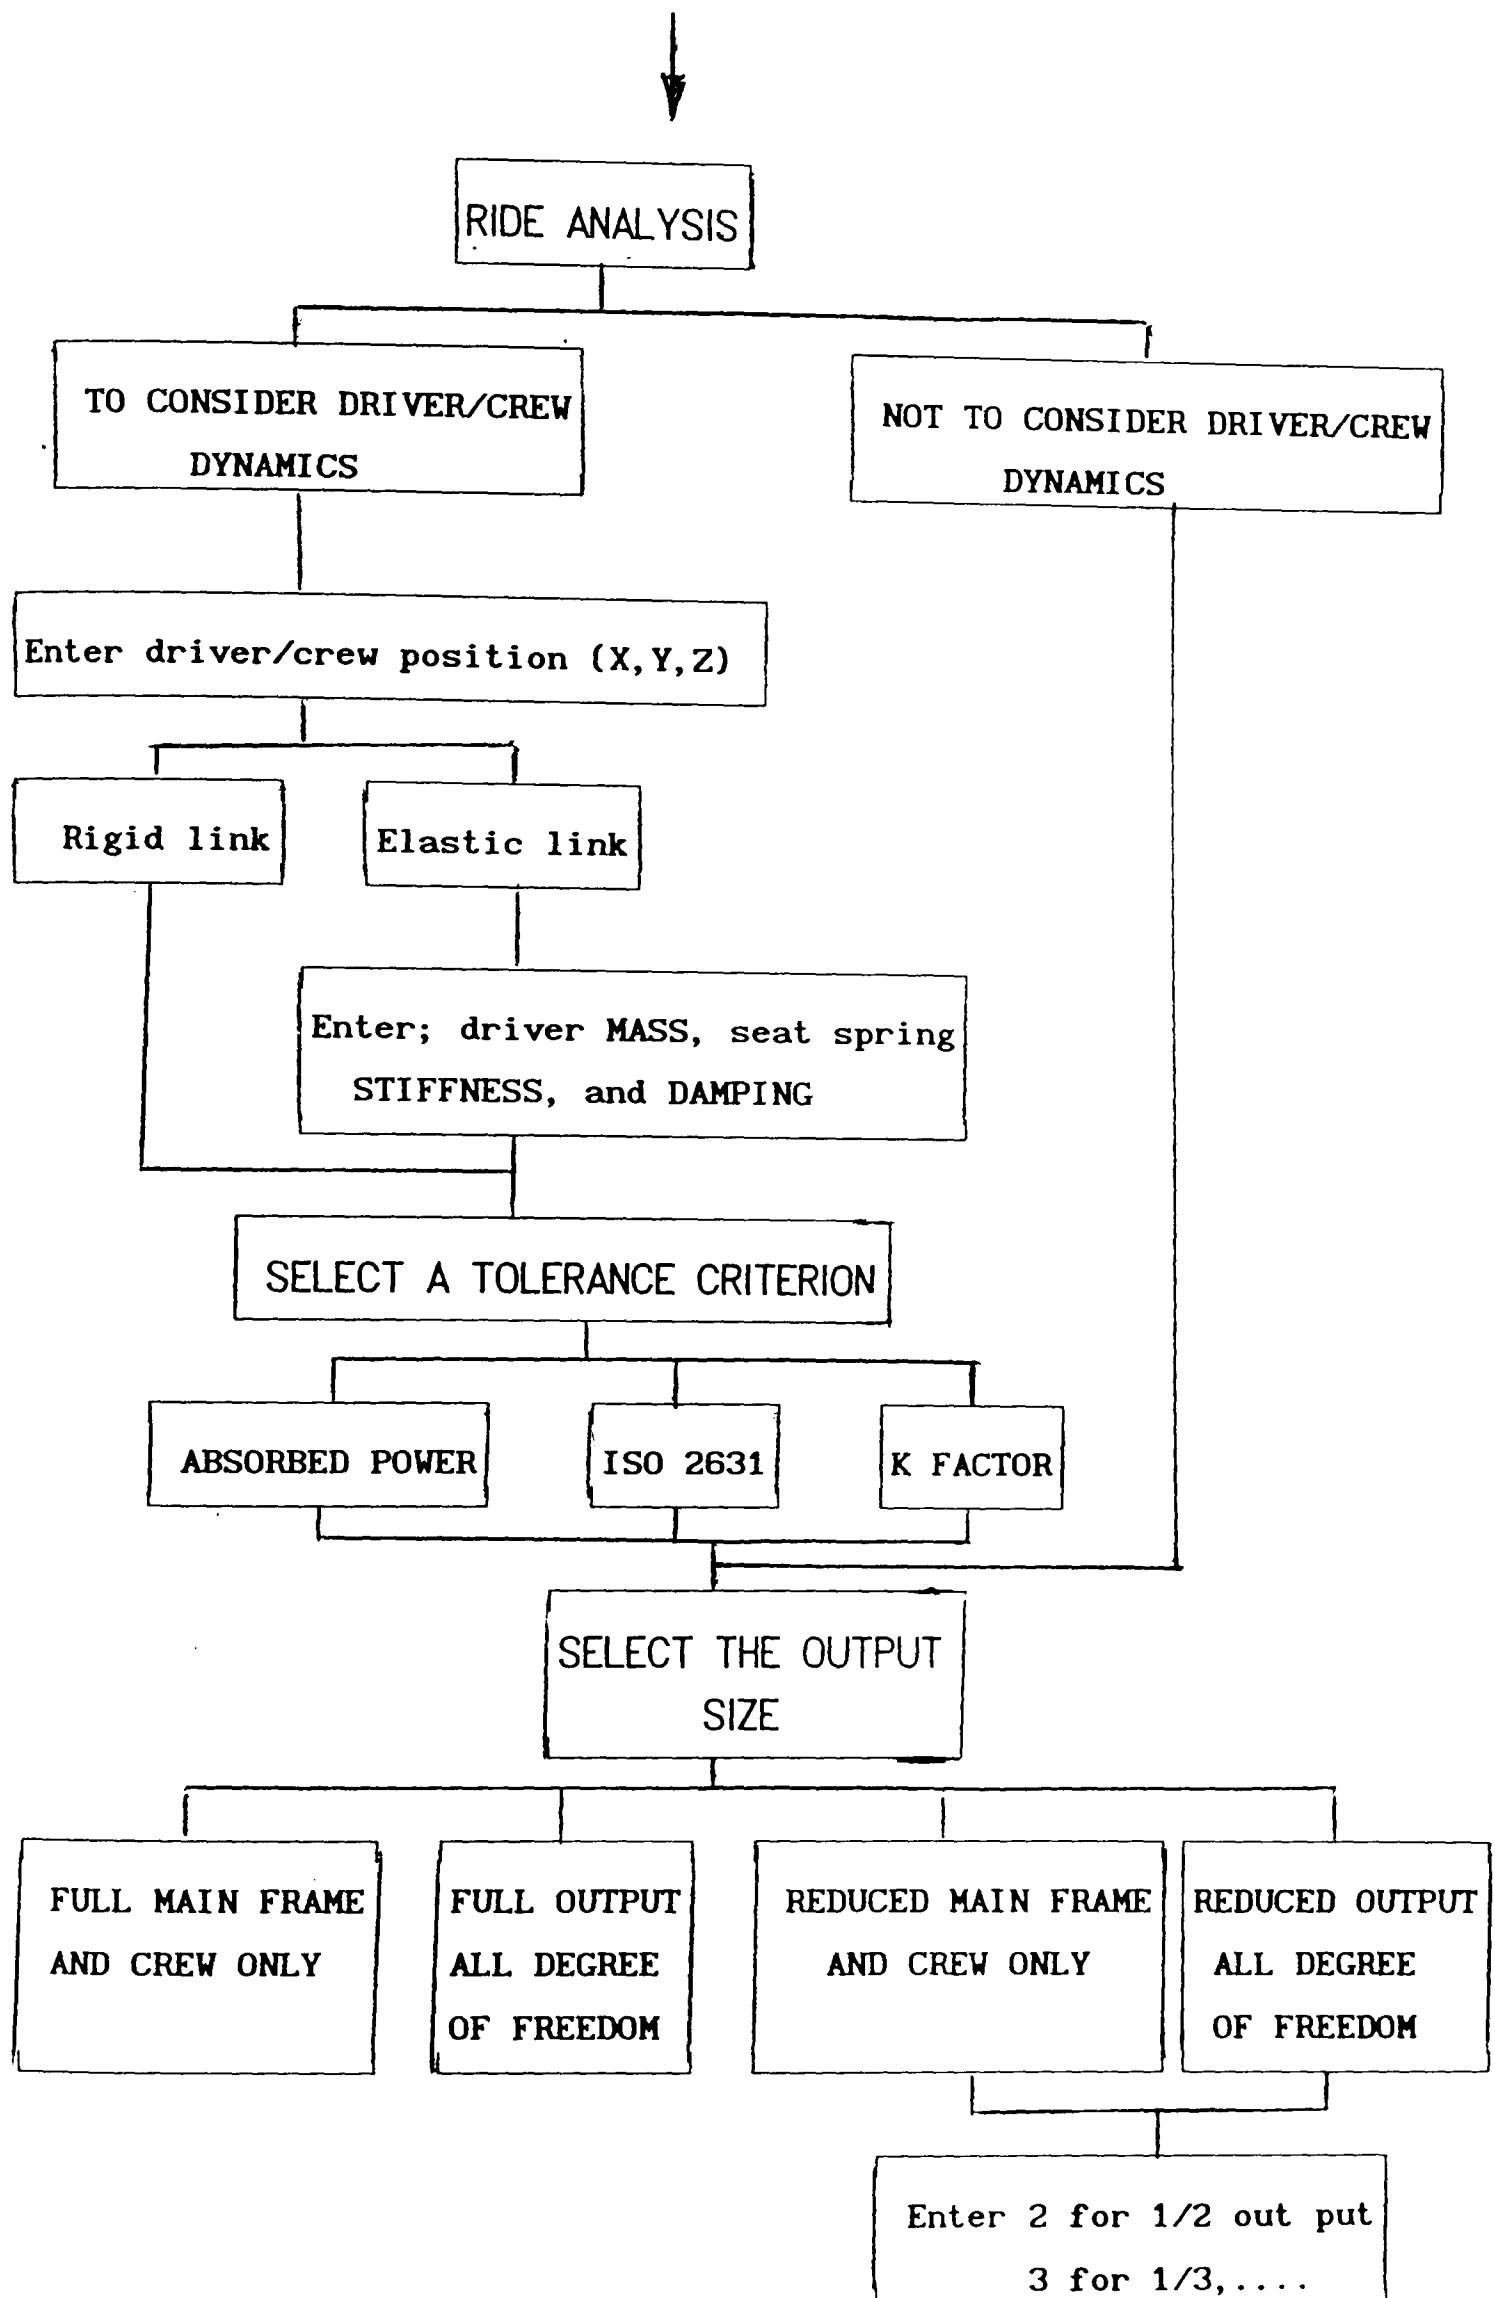 RIDE ANALYSIS
TO CONSIDER DRIVER/CREW
DYNAMICS
NOT TO CONSIDER DRIVER/CREW
DYNAMICS
Enter driver/crew position (X,Y,Z)
Rigid link
Elastic link
Enter; driver MASS, seat spring
STIFFNESS, and DAMPING
SELECT A TOLERANCE CRITERION
ABSORBED POWER
ISO 2631
K FACTOR
SELECT THE OUTPUT
SIZE
FULL MAIN FRAME
AND CREW ONLY
FULL OUTPUT
ALL DEGREE
OF FREEDOM
REDUCED MAIN FRAME
AND CREW ONLY
REDUCED OUTPUT
ALL DEGREE
OF FREEDOM
Enter 2 for 1/2 out put
3 for 1/3,....